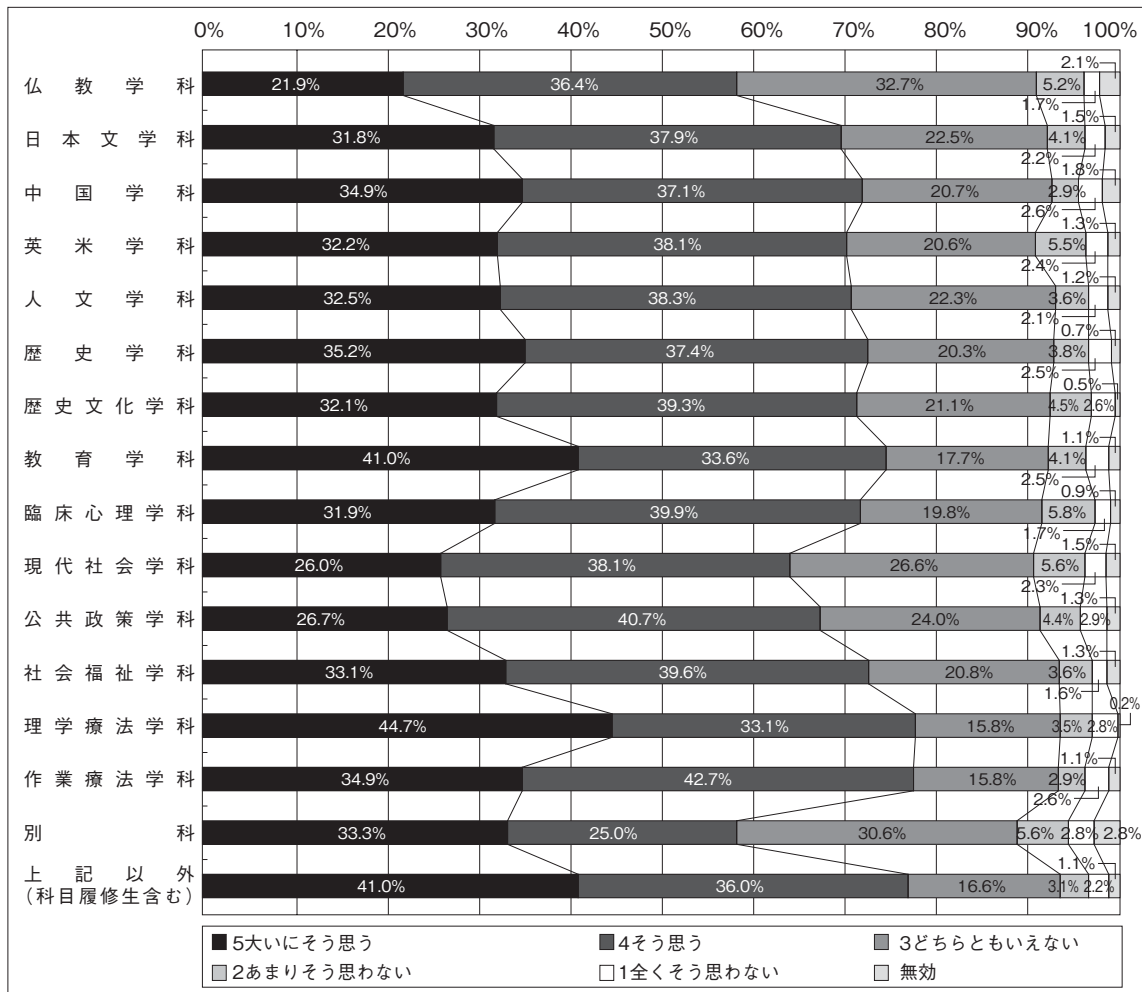 0% 10% 20% 30% 40% 50% 60% 70% 80% 90% 100%
仏教学科 21.9% 36.4% 32.7% 5.2% 1.7% 2.1%
日本文学科 31.8% 37.9% 22.5% 4.1% 2.2% 1.5%
中国学科 34.9% 37.1% 20.7% 2.9% 2.6% 1.8%
英米学科 32.2% 38.1% 20.6% 5.5% 2.4% 1.3%
人文学科 32.5% 38.3% 22.3% 3.6% 2.1% 1.2%
歴史学科 35.2% 37.4% 20.3% 3.8% 2.5% 0.7%
歴史文化学科 32.1% 39.3% 21.1% 4.5% 2.6% 0.5%
教育学科 41.0% 33.6% 17.7% 4.1% 2.5% 1.1%
臨床心理学科 31.9% 39.9% 19.8% 5.8% 1.7% 0.9%
現代社会学科 26.0% 38.1% 26.6% 5.6% 2.3% 1.5%
公共政策学科 26.7% 40.7% 24.0% 4.4% 2.9% 1.3%
社会福祉学科 33.1% 39.6% 20.8% 3.6% 1.6% 1.3%
理学療法学科 44.7% 33.1% 15.8% 3.5% 2.8% 0.2%
作業療法学科 34.9% 42.7% 15.8% 2.9% 2.6% 1.1%
別科 33.3% 25.0% 30.6% 5.6% 2.8% 2.8%
上記以外
(科目履修生含む) 41.0% 36.0% 16.6% 3.1% 2.2% 1.1%
5大いにそう思う 4そう思う 3どちらともいえない
2あまりそう思わない 1全くそう思わない 無効